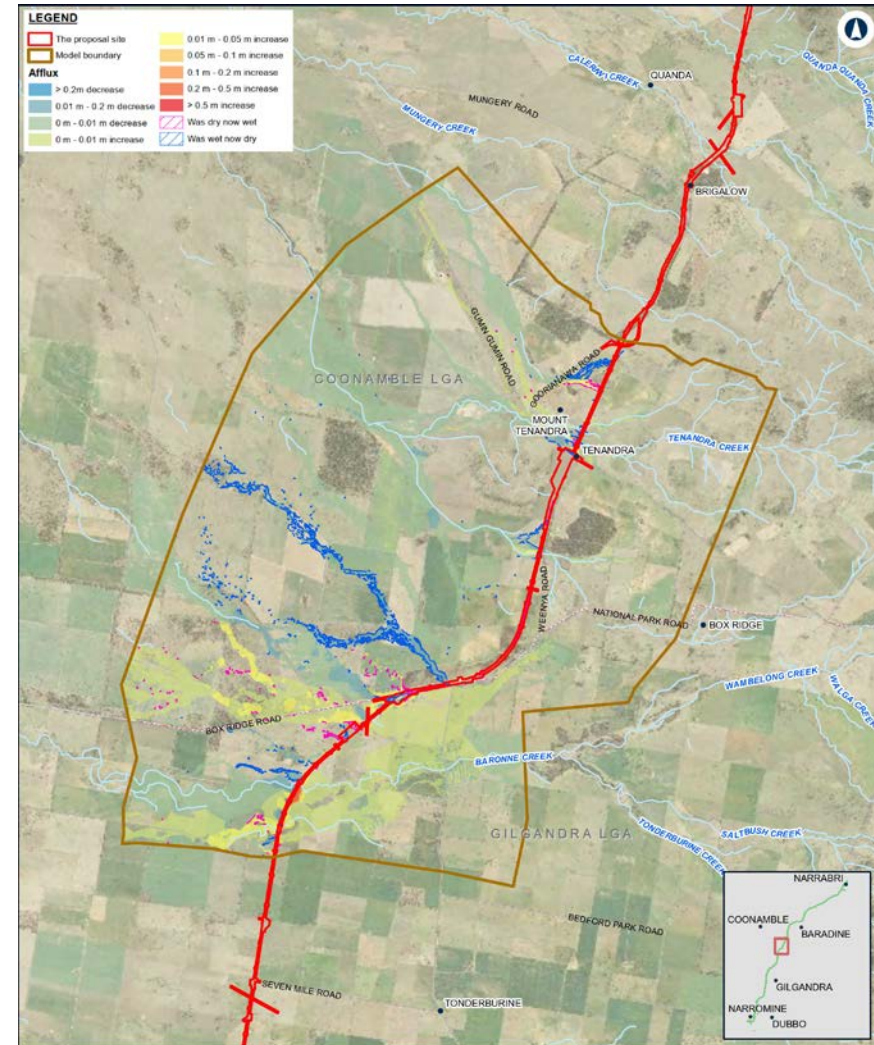 LEGEND
The proposal site
Model boundary
Afflux
> 0.2m decrease
0.01 m - 0.2 m decrease
0 m - 0.01 m decrease
0 m - 0.01 m increase
0.01 m - 0.05 m increase
0.05 m - 0.1 m increase
0.1 m - 0.2 m increase
0.2 m - 0.5 m increase
> 0.5 m increase
Was dry now wet
Was wet now dry
CALERIWI CREEK
QUANDA
QUANDA QUANDA CREEK
MUNGERY ROAD
MUNGERY CREEK
BRIGALOW
GUMIN GUMIN ROAD
GOORIANAWA ROAD
COONAMBLE LGA
MOUNT
TENANDRA
TENANDRA
TENANDRA CREEK
WEENYA ROAD
NATIONAL PARK ROAD
BOX RIDGE
WAMBELONG CREEK
WALGA CREEK
BOX RIDGE ROAD
BARONNE CREEK
TONDERBURINE CREEK
SALTBUSH CREEK
GILGANDRA LGA
BEDFORD PARK ROAD
SEVEN MILE ROAD
TONDERBURINE
NARRABRI
COONAMBLE
BARADINE
GILGANDRA
NARROMINE
DUBBO